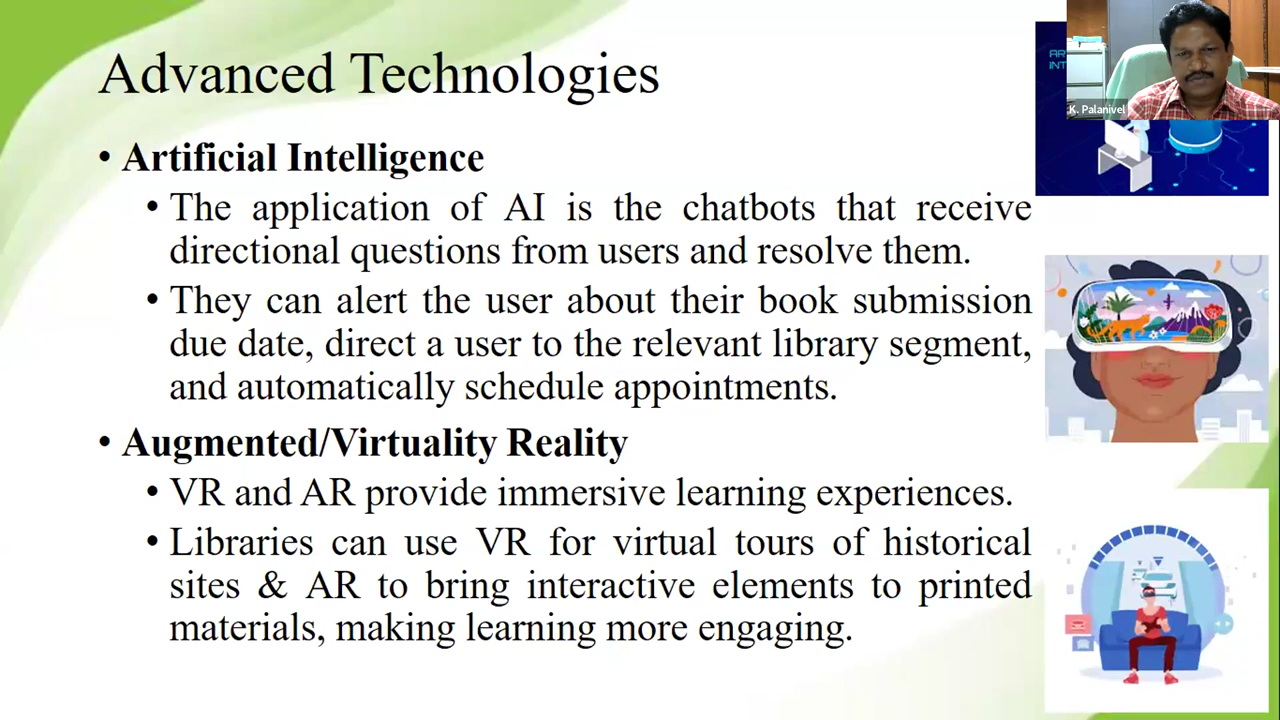 Advanced Technologies
• Artificial Intelligence
• The application of AI is the chatbots that receive
directional questions from users and resolve them.
• They can alert the user about their book submission
due date, direct a user to the relevant library segment,
and automatically schedule appointments.
• Augmented/Virtuality Reality
• VR and AR provide immersive learning experiences.
• Libraries can use VR for virtual tours of historical
sites & AR to bring interactive elements to printed
materials, making learning more engaging.
AR
INT
K. Palanivel